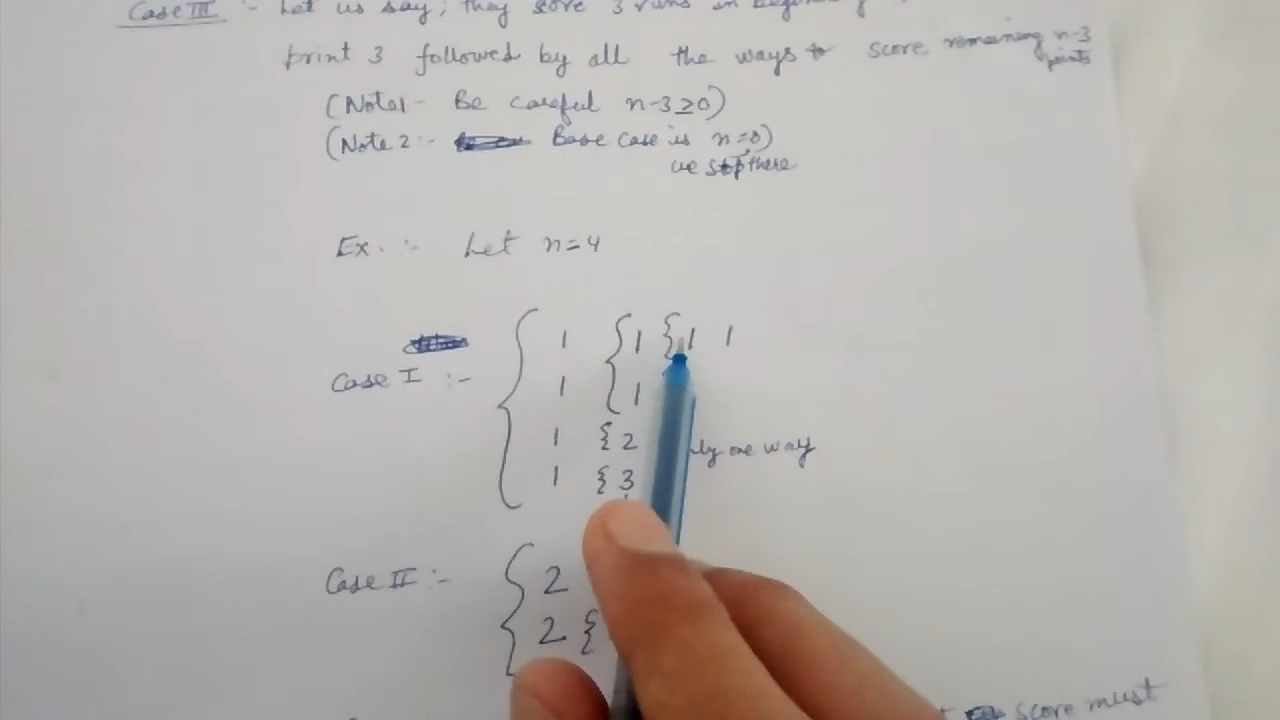 Case III :- Let us say, they score 3 runs in
print 3 followed by all the ways to score remaining n-3 points
(Note1- Be careful n-3≥0)
(Note 2:- Base case is n=0)
we stop there
Ex. :- Let n=4
1 {1 {1 1
Case I :-
1 1
1 {2 one way
1 {3
Case II :- 2
2 {
score must